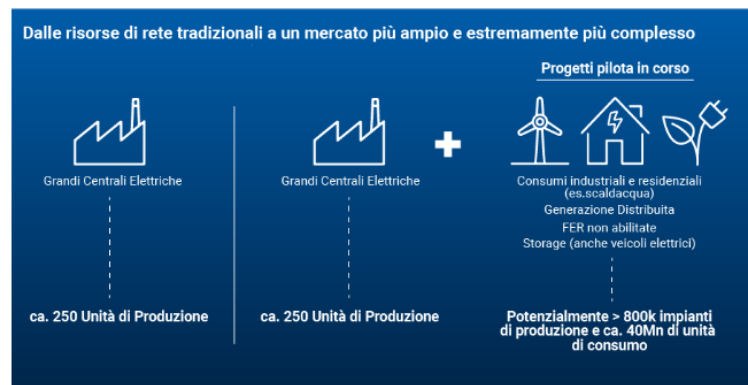 Dalle risorse di rete tradizionali a un mercato più ampio e estremamente più complesso
Progetti pilota in corso
Grandi Centrali Elettriche
ca. 250 Unità di Produzione
Grandi Centrali Elettriche
ca. 250 Unità di Produzione
Consumi industriali e residenziali
(es.scaldacqua)
Generazione Distribuita
FER non abilitate
Storage (anche veicoli elettrici)
Potenzialmente > 800k impianti
di produzione e ca. 40Mn di unità
di consumo